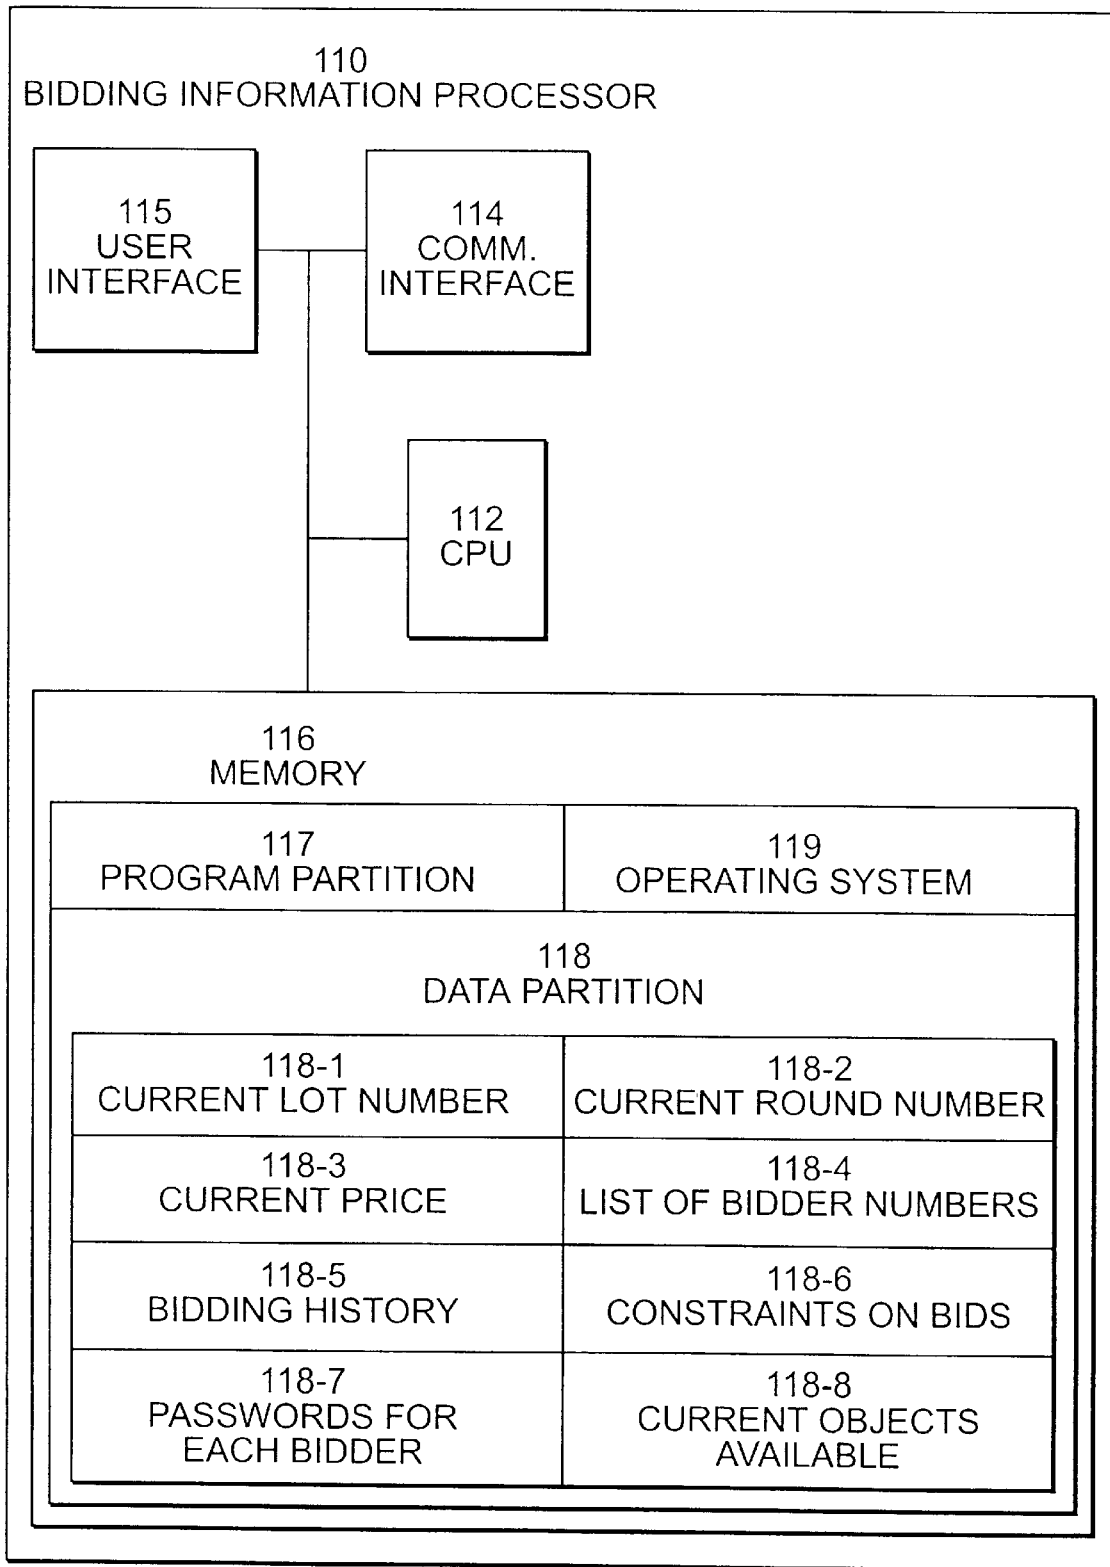 110
BIDDING INFORMATION PROCESSOR
115
USER
INTERFACE
114
COMM.
INTERFACE
112
CPU
116
MEMORY
117
PROGRAM PARTITION
119
OPERATING SYSTEM
118
DATA PARTITION
118-1
CURRENT LOT NUMBER
118-2
CURRENT ROUND NUMBER
118-3
CURRENT PRICE
118-4
LIST OF BIDDER NUMBERS
118-5
BIDDING HISTORY
118-6
CONSTRAINTS ON BIDS
118-7
PASSWORDS FOR
EACH BIDDER
118-8
CURRENT OBJECTS
AVAILABLE